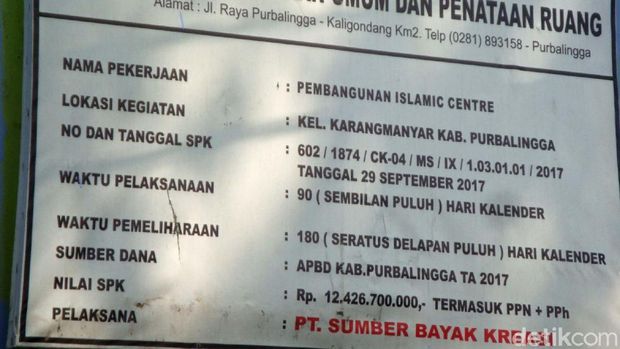 UMUM DAN PENATAAN RUANG
Alamat : Jl. Raya Purbalingga - Kaligondang Km2. Telp (0281) 893158 - Purbalingga
NAMA PEKERJAAN : PEMBANGUNAN ISLAMIC CENTRE
LOKASI KEGIATAN : KEL. KARANGMANYAR KAB. PURBALINGGA
NO DAN TANGGAL SPK : 602 / 1874 / CK-04 / MS / IX / 1.03.01.01 / 2017
TANGGAL 29 SEPTEMBER 2017
WAKTU PELAKSANAAN : 90 ( SEMBILAN PULUH ) HARI KALENDER
WAKTU PEMELIHARAAN : 180 ( SERATUS DELAPAN PULUH ) HARI KALENDER
SUMBER DANA : APBD KAB.PURBALINGGA TA 2017
NILAI SPK : Rp. 12.426.700.000,- TERMASUK PPN + PPh
PELAKSANA : PT. SUMBER BAYAK KREASI
detikcom